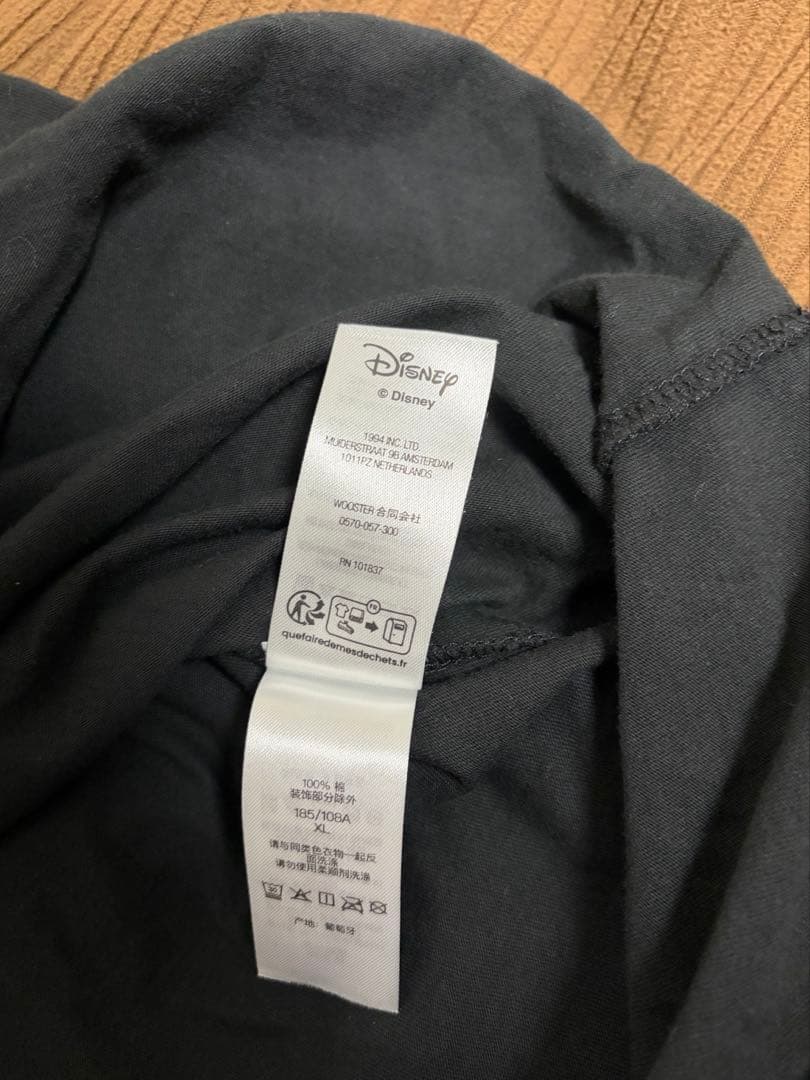 Disney
© Disney
1994 INC. LTD.
MUIDERSTRAAT 9B AMSTERDAM
1011PZ NETHERLANDS
WOOSTER 合同会社
0570-057-300
RN 101837
FR
quefairedemesdechets.fr
100% 棉
装饰部分除外
185/108A
XL
请与同类色衣物一起反
面洗涤
请勿使用柔顺剂洗涤
30
产地：葡萄牙